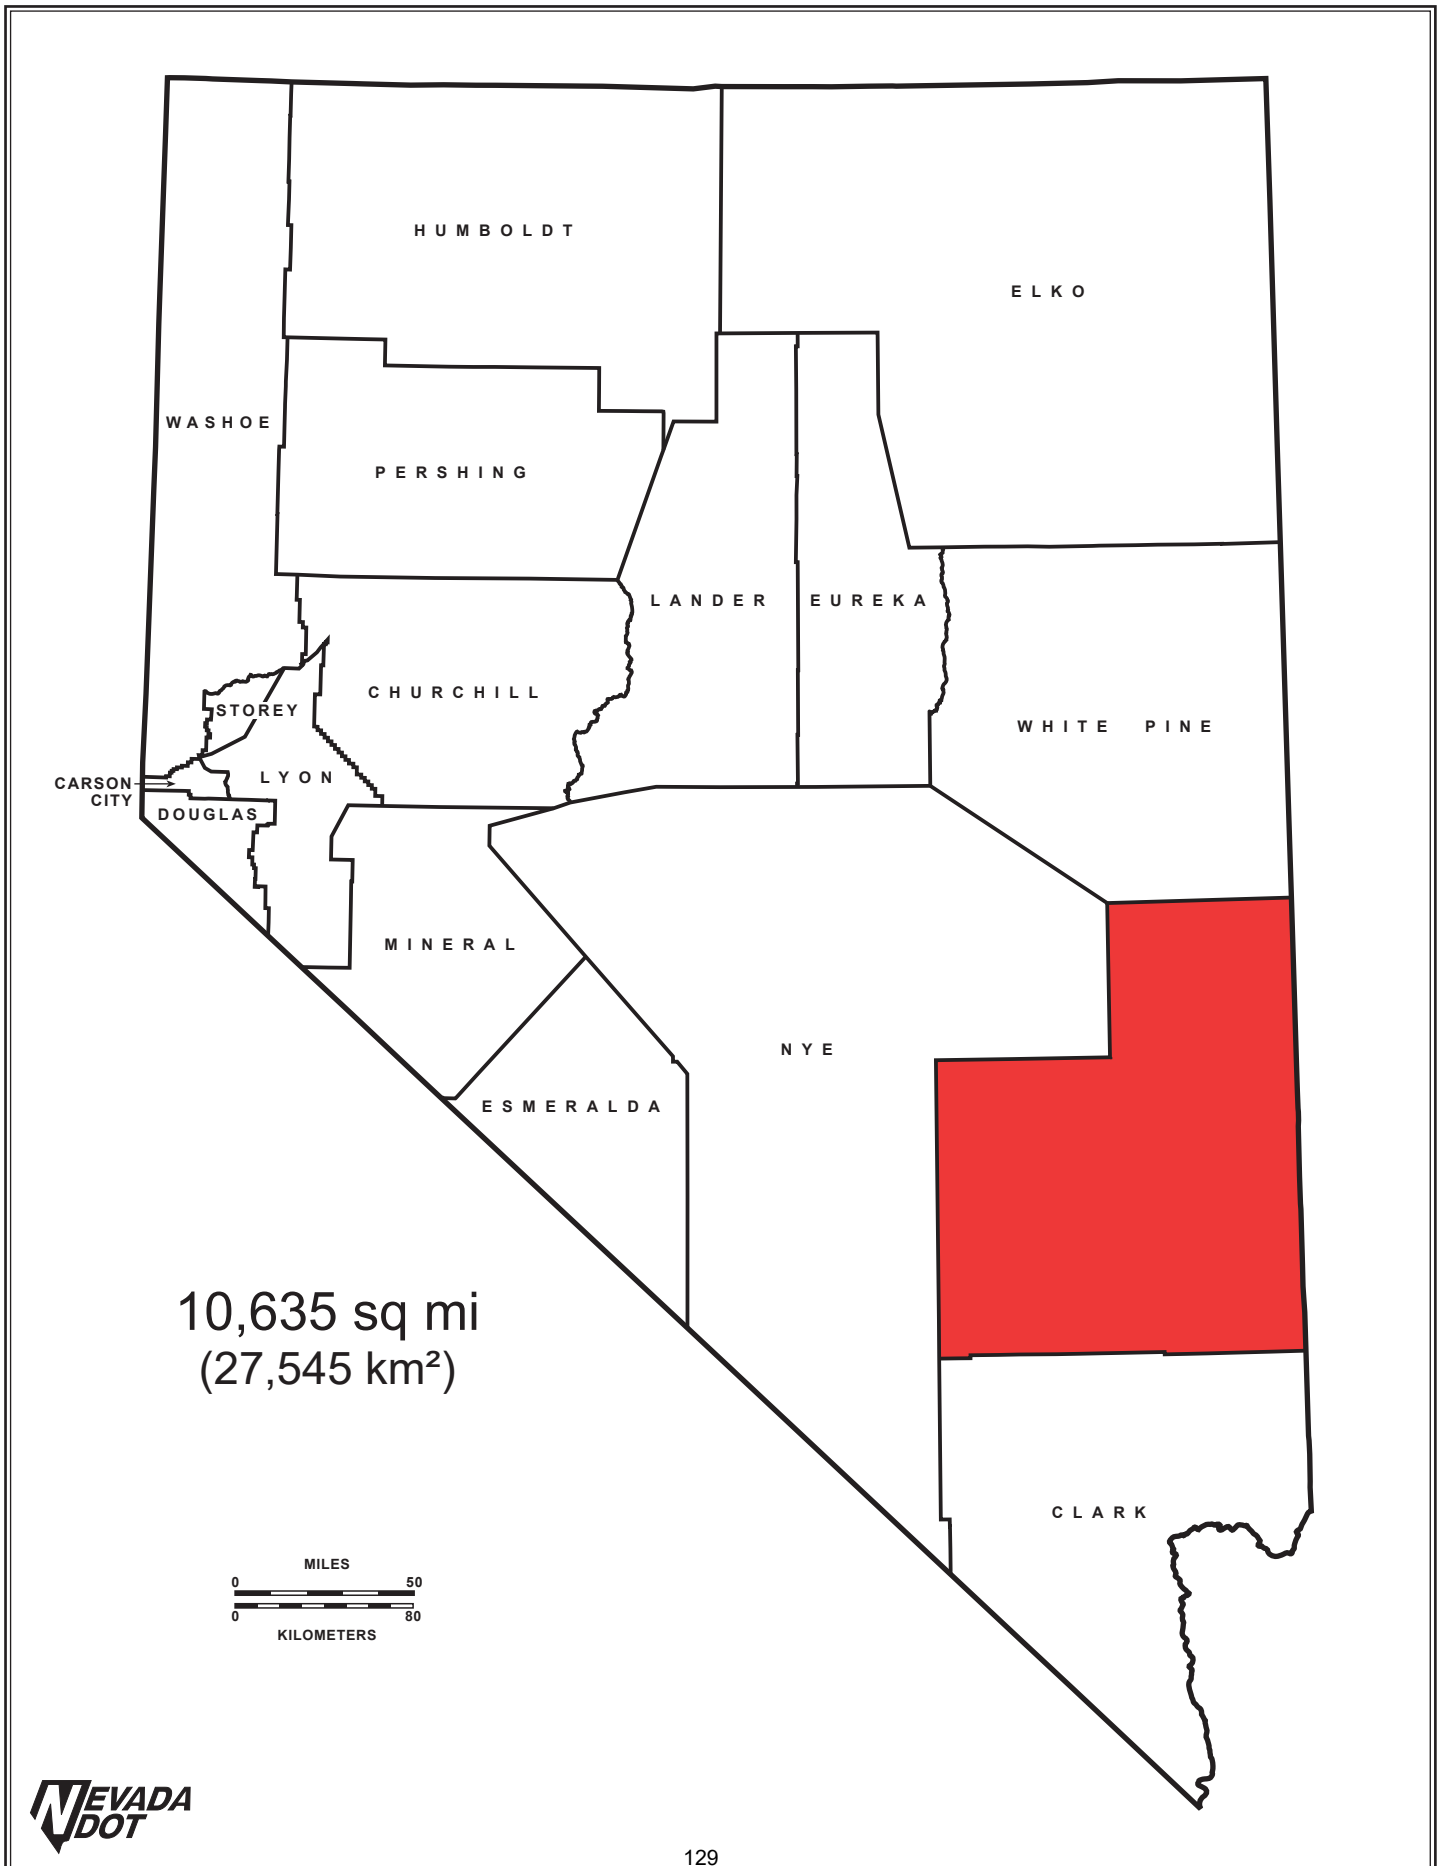 HUMBOLDT
ELKO
WASHOE
PERSHING
LANDER
EUREKA
CHURCHILL
STOREY
WHITE PINE
LYON
CARSON
CITY
DOUGLAS
MINERAL
NYE
ESMERALDA
10,635 sq mi
(27,545 km²)
CLARK
MILES
0 50
0 80
KILOMETERS
NEVADA
DOT
129